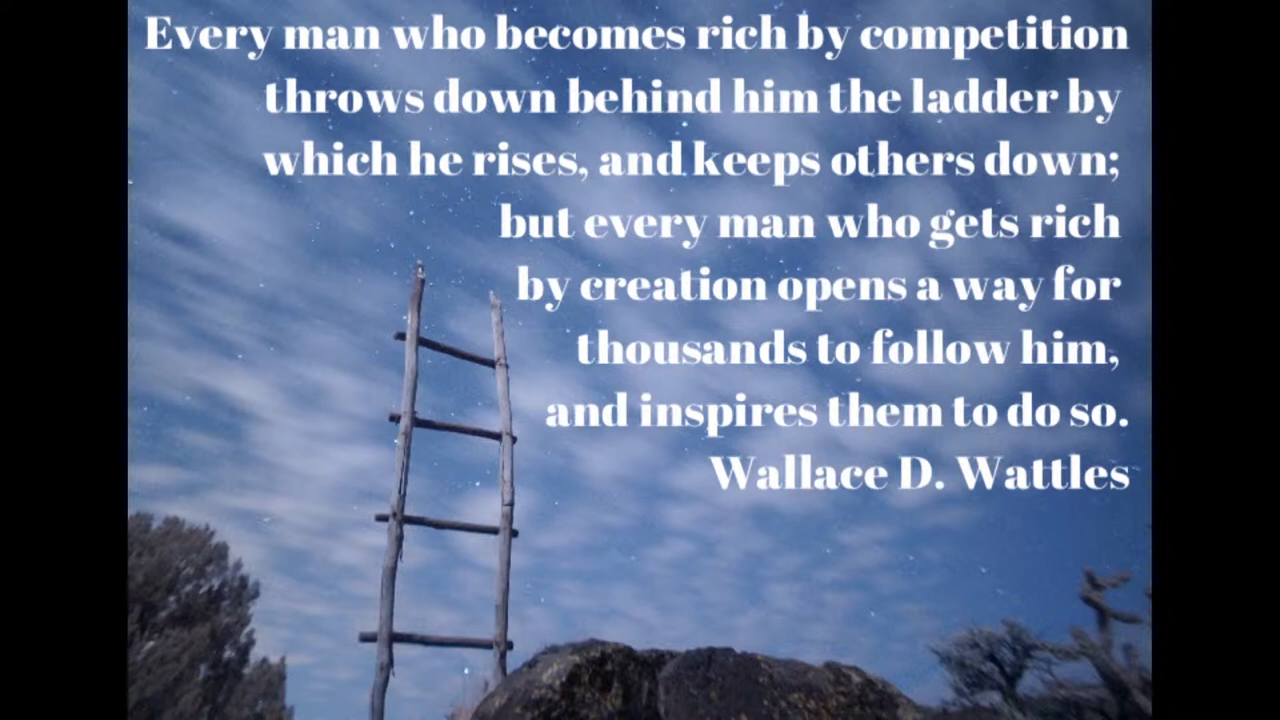 Every man who becomes rich by competition
throws down behind him the ladder by
which he rises, and keeps others down;
but every man who gets rich
by creation opens a way for
thousands to follow him,
and inspires them to do so.
Wallace D. Wattles